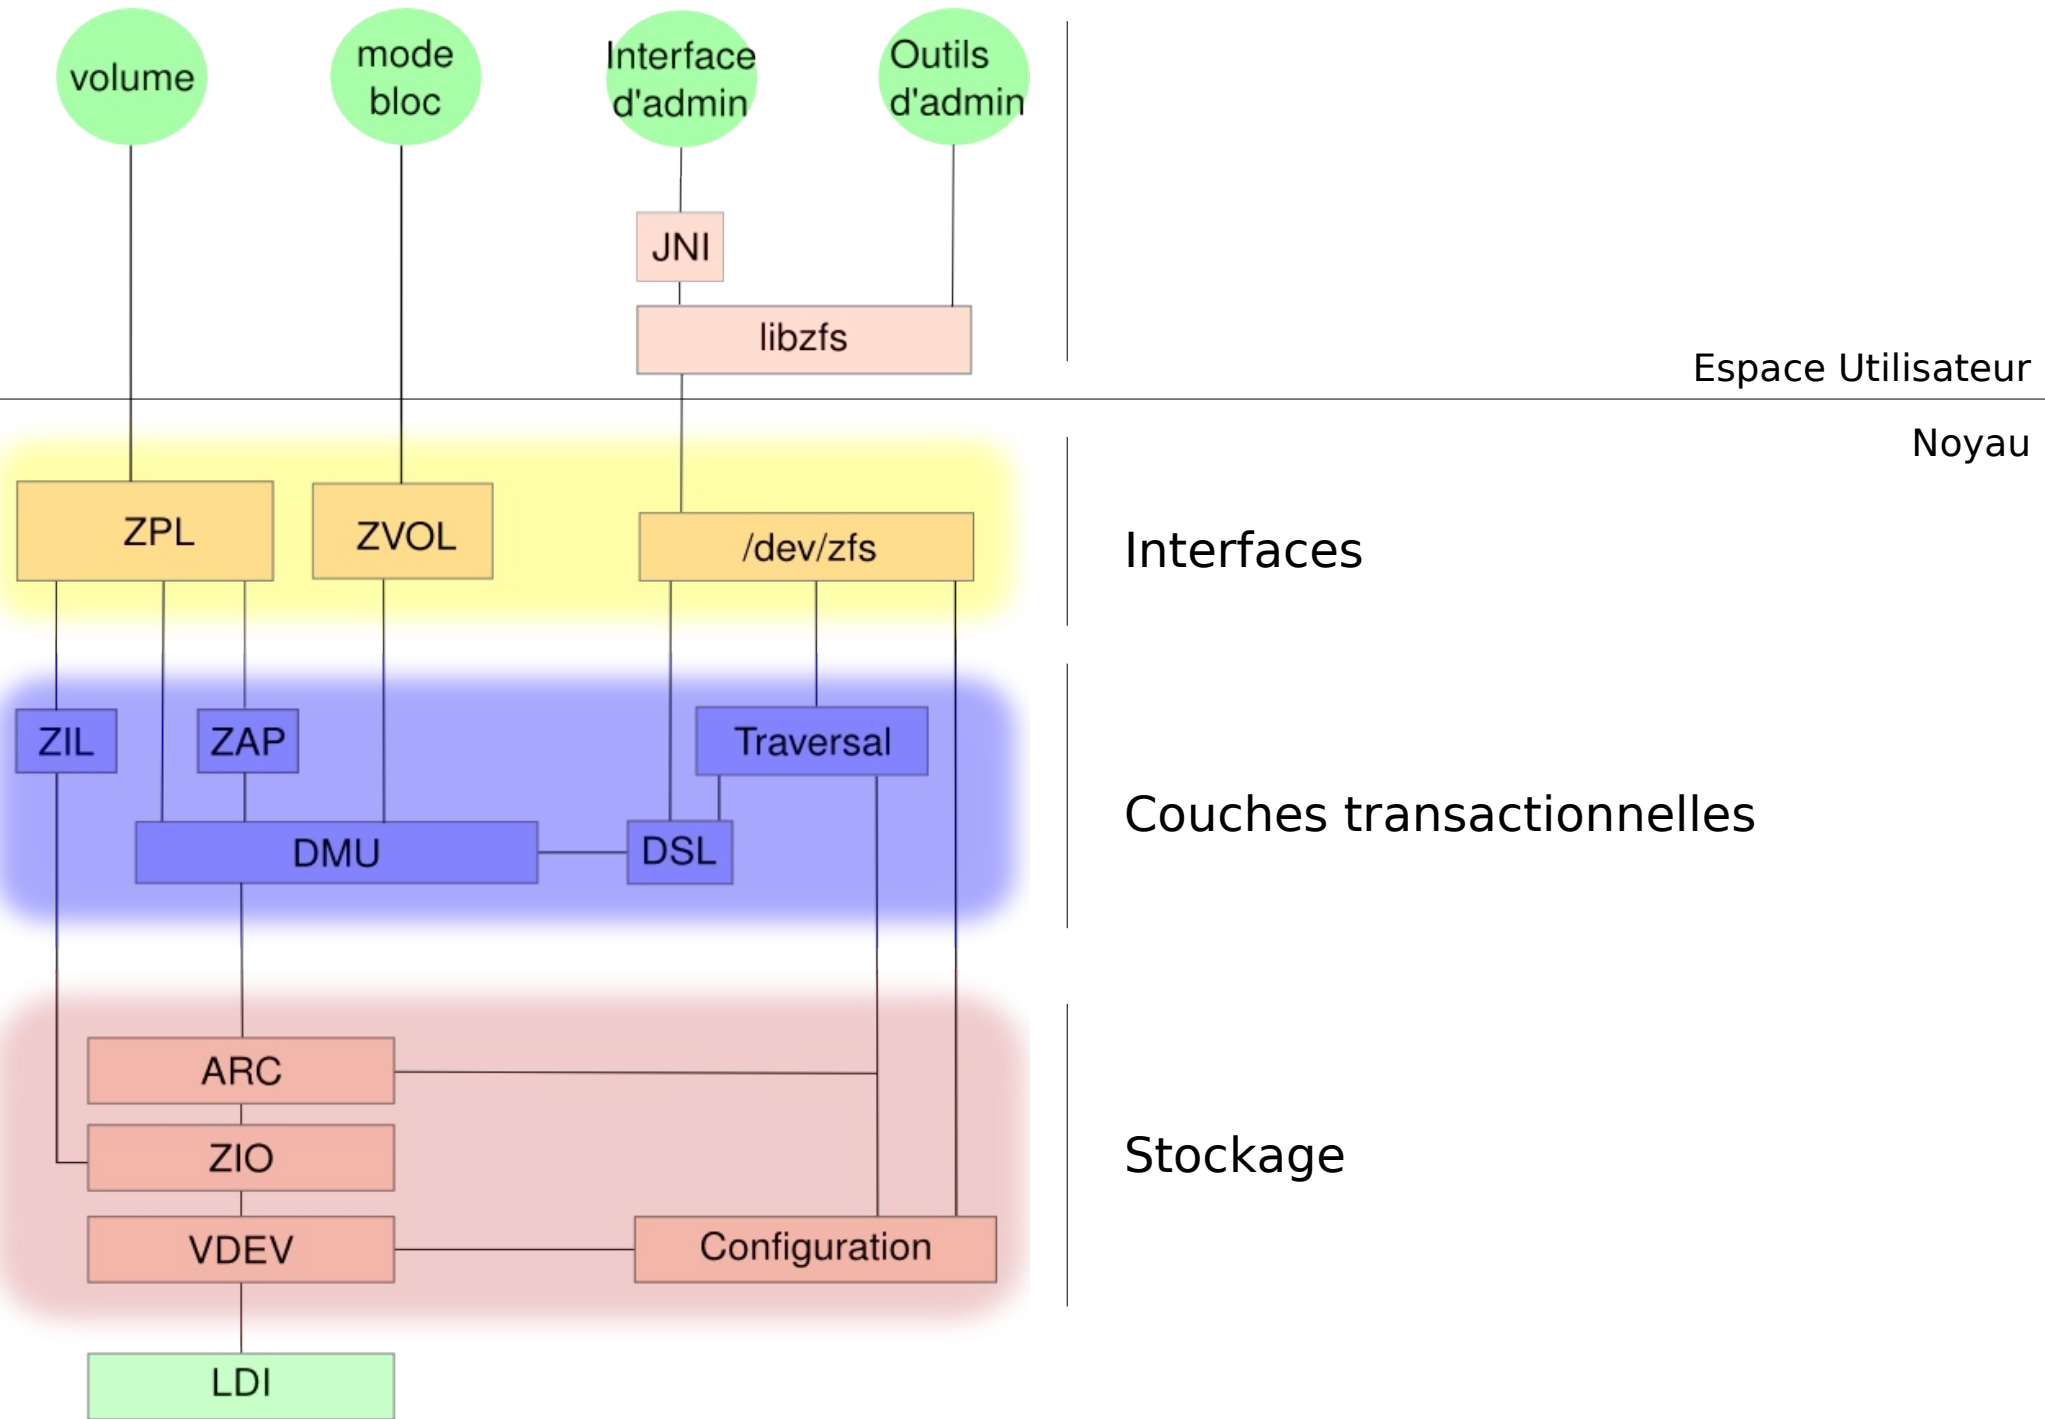 volume
mode
bloc
Interface
d'admin
Outils
d'admin
JNI
libzfs
Espace Utilisateur
Noyau
ZPL
ZVOL
/dev/zfs
Interfaces
ZIL
ZAP
Traversal
DMU
DSL
Couches transactionnelles
ARC
ZIO
Stockage
VDEV
Configuration
LDI